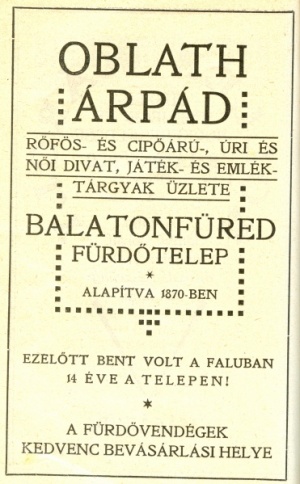 OBLATH
ÁRPÁD
RŐFÖS- ÉS CIPŐÁRÚ-, ÚRI ÉS
NŐI DIVAT, JÁTÉK- ÉS EMLÉK-
TÁRGYAK ÜZLETE
BALATONFÜRED
FÜRDŐTELEP
*
ALAPÍTVA 1870-BEN
EZELŐTT BENT VOLT A FALUBAN
14 ÉVE A TELEPEN!
*
A FÜRDŐVENDÉGEK
KEDVENC BEVÁSÁRLÁSI HELYE